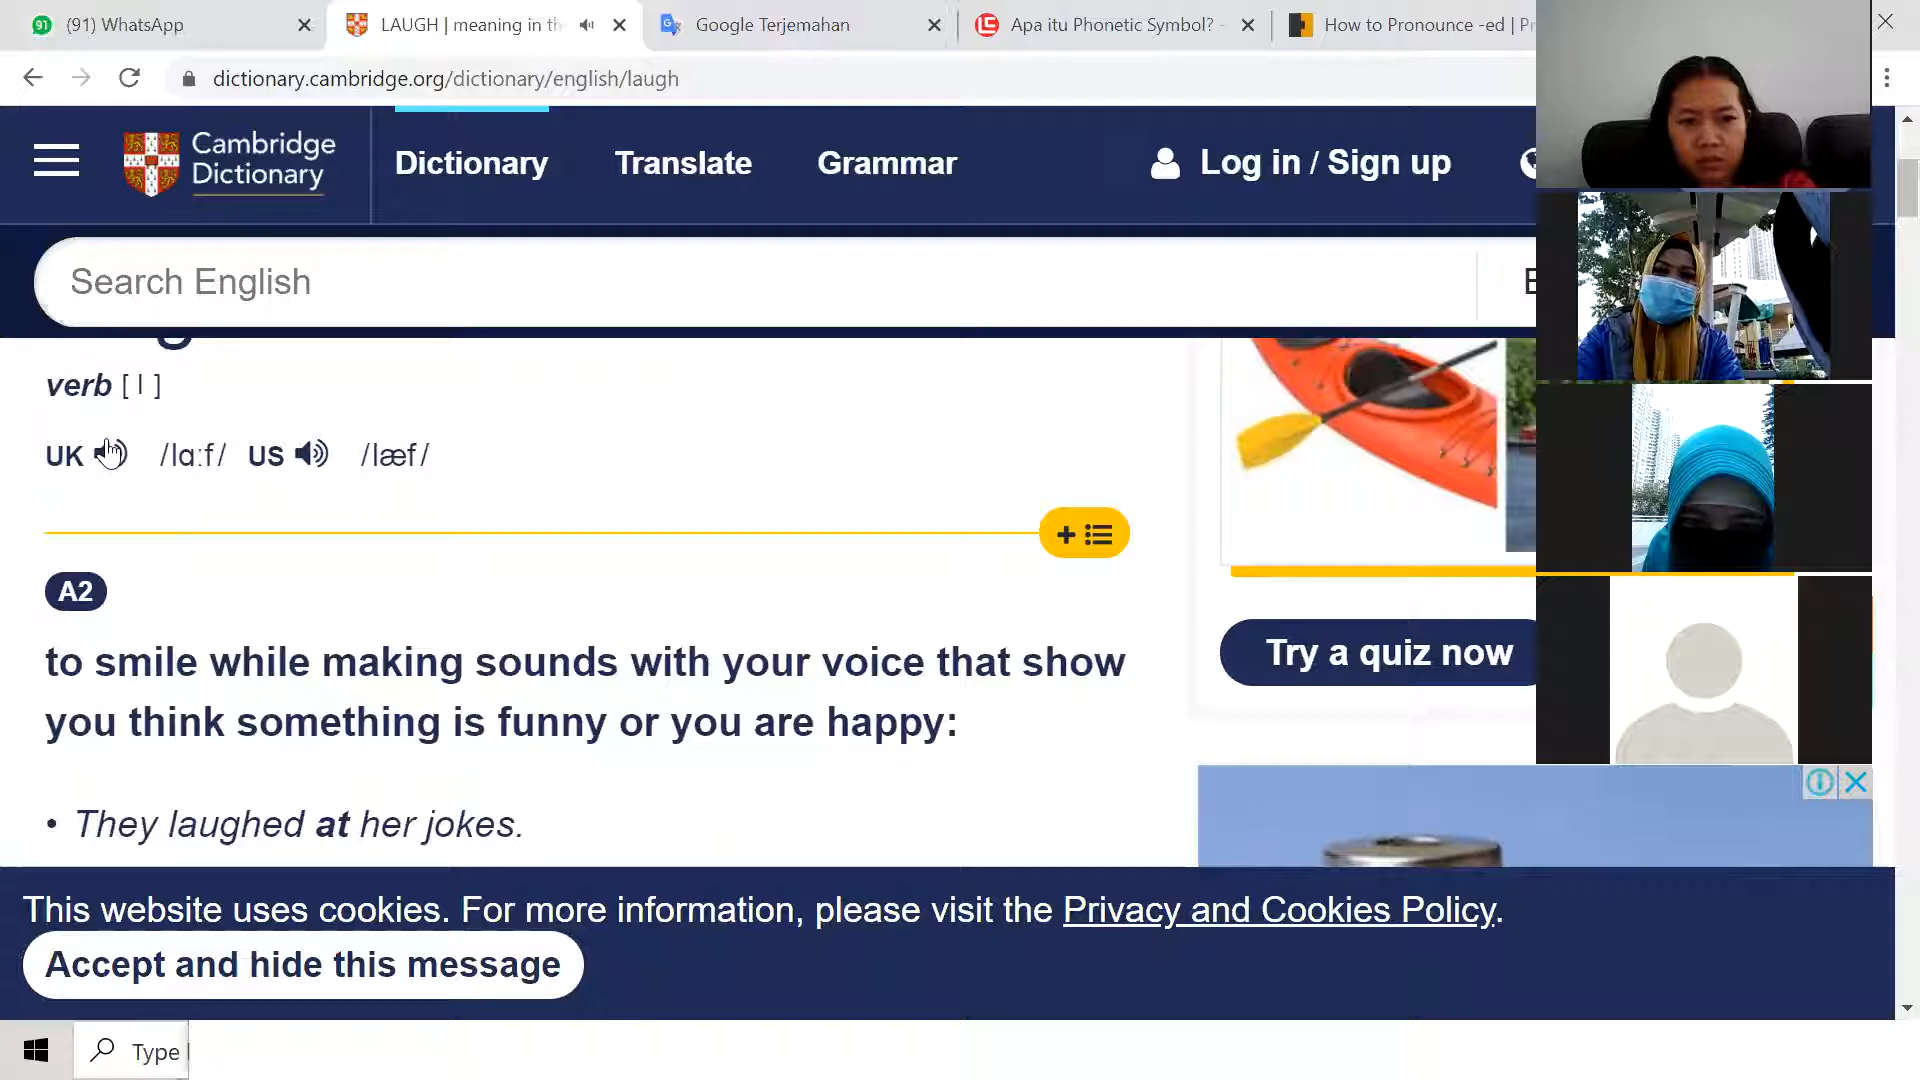 91
(91) WhatsApp
LAUGH | meaning in th
Google Terjemahan
Apa itu Phonetic Symbol? -
How to Pronounce -ed | P
dictionary.cambridge.org/dictionary/english/laugh
Cambridge
Dictionary
Dictionary
Translate
Grammar
Log in / Sign up
Search English
verb [ I ]
UK /lɑːf/ US /læf/
A2
to smile while making sounds with your voice that show
you think something is funny or you are happy:
• They laughed at her jokes.
Try a quiz now
This website uses cookies. For more information, please visit the Privacy and Cookies Policy.
Accept and hide this message
Type